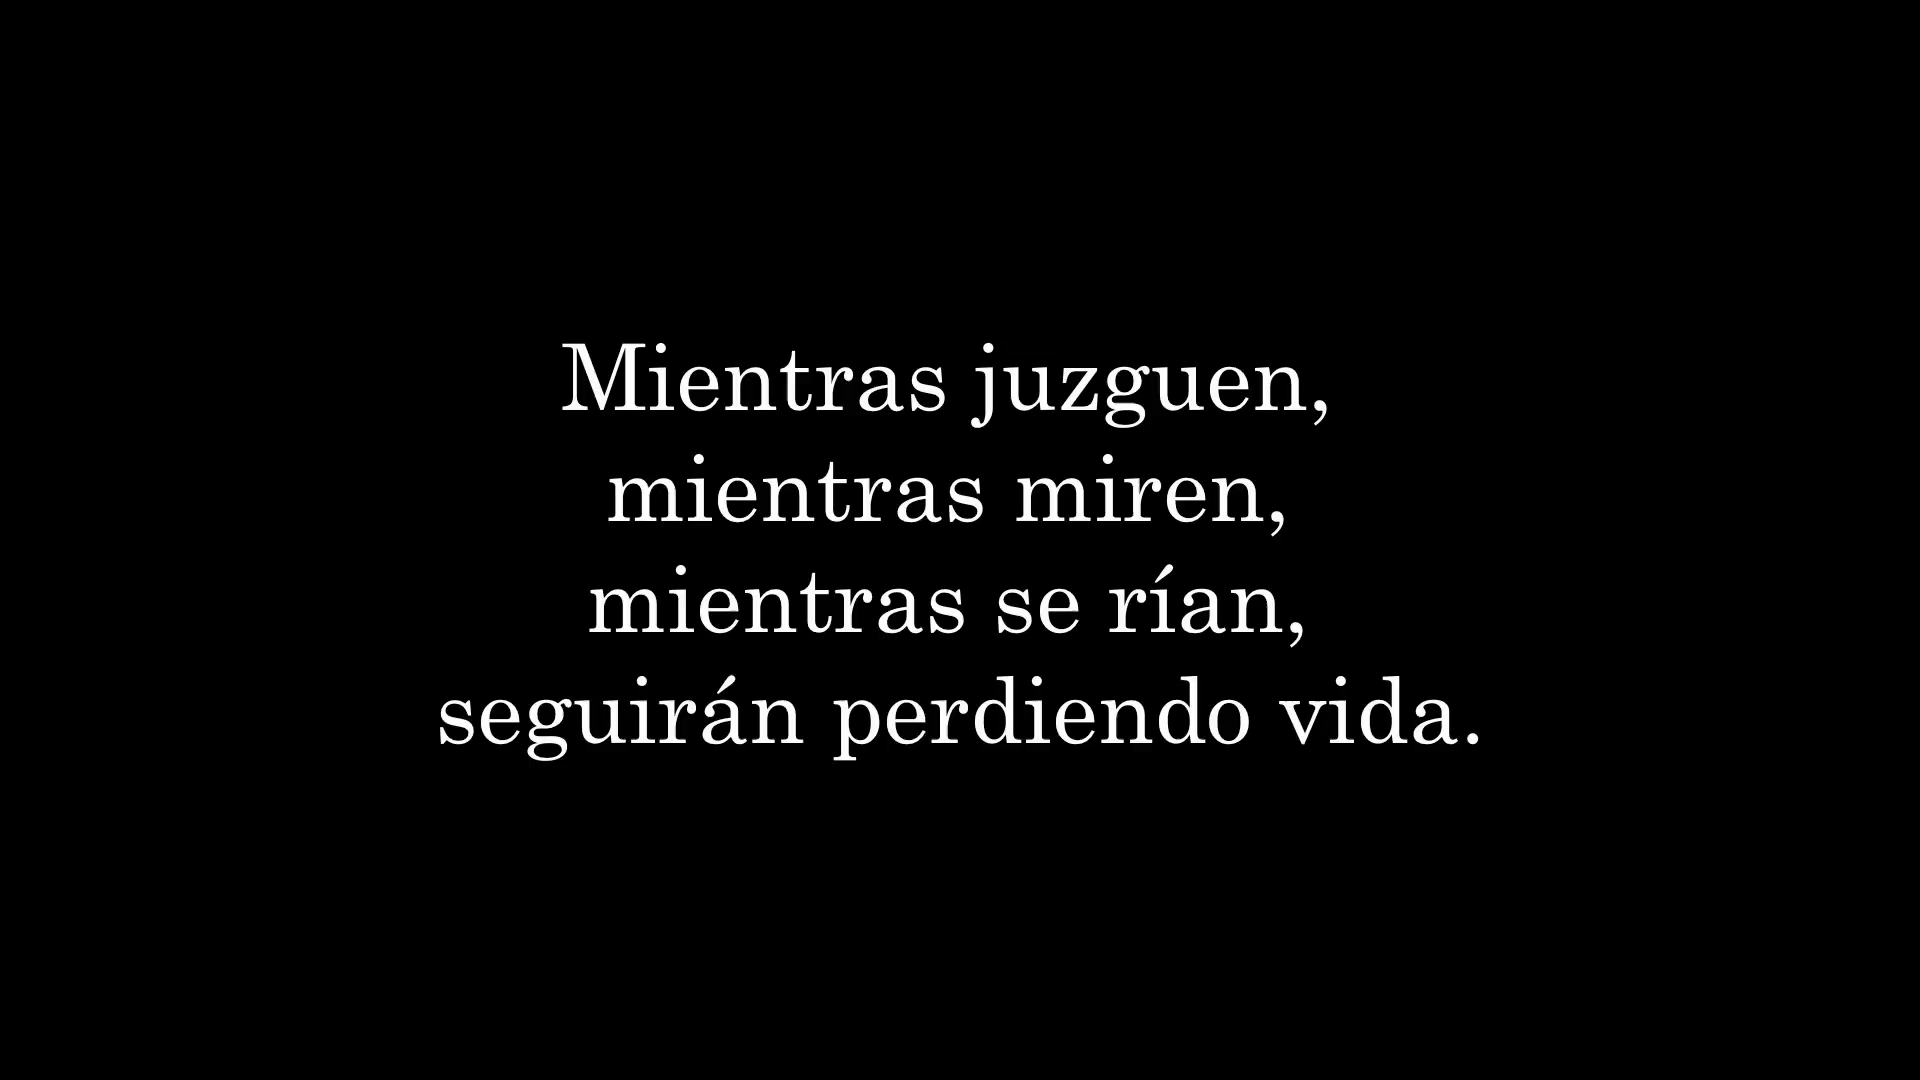 Mientras juzguen,
mientras miren,
mientras se rían,
seguirán perdiendo vida.